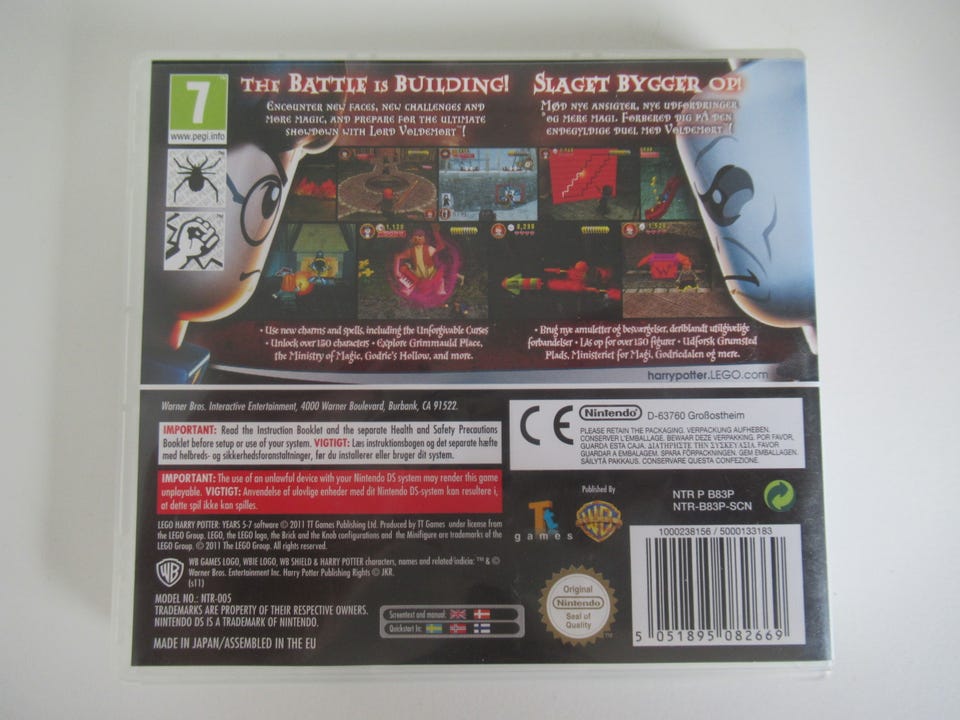 7
www.pegi.info
THE BATTLE IS BUILDING!
ENCOUNTER NEW FACES, NEW CHALLENGES AND
MORE MAGIC, AND PREPARE FOR THE ULTIMATE
SHOWDOWN WITH LORD VOLDEMORT™!
SLAGET BYGGER OP!
MØD NYE ANSIGTER, NYE UDFORDRINGER
OG MERE MAGI. FORBERED DIG PÅ DEN
ENDEGYLDIGE DUEL MED VOLDEMORT™!
• Use new charms and spells, including the Unforgivable Curses
• Unlock over 150 characters • Explore Grimmauld Place,
the Ministry of Magic, Godric's Hollow, and more.
• Brug nye amuletter og besværgelser, deriblandt utilgivelige
forbandelser • Lås op for over 150 figurer • Udforsk Grumsted
Plads, Ministeriet for Magi, Godricdalen og mere.
harrypotter.LEGO.com
Warner Bros. Interactive Entertainment, 4000 Warner Boulevard, Burbank, CA 91522.
IMPORTANT: Read the Instruction Booklet and the separate Health and Safety Precautions
Booklet before setup or use of your system. VIGTIGT: Læs instruktionsbogen og det separate hæfte
med helbreds- og sikkerhedsforanstaltninger, før du installerer eller bruger dit system.
IMPORTANT: The use of an unlawful device with your Nintendo DS system may render this game
unplayable. VIGTIGT: Anvendelse af ulovlige enheder med dit Nintendo DS-system kan resultere i,
at dette spil ikke kan spilles.
LEGO HARRY POTTER: YEARS 5-7 software © 2011 TT Games Publishing Ltd. Produced by TT Games under license from
the LEGO Group. LEGO, the LEGO logo, the Brick and the Knob configurations and the Minifigure are trademarks of the
LEGO Group. © 2011 The LEGO Group. All rights reserved.
WB GAMES LOGO, WBIE LOGO, WB SHIELD & HARRY POTTER characters, names and related indicia: ™ & ©
Warner Bros. Entertainment Inc. Harry Potter Publishing Rights © JKR.
(s11)
MODEL NO.: NTR-005
TRADEMARKS ARE PROPERTY OF THEIR RESPECTIVE OWNERS.
NINTENDO DS IS A TRADEMARK OF NINTENDO.
MADE IN JAPAN/ASSEMBLED IN THE EU
Screentext and manual:
Quickstart in:
CE
Nintendo
D-63760 Großostheim
PLEASE RETAIN THE PACKAGING. VERPACKUNG AUFHEBEN.
CONSERVER L'EMBALLAGE. BEWAAR DEZE VERPAKKING. POR FAVOR,
GUARDA ESTA CAJA. ΔΙΑΤΗΡΗΣΤΕ ΤΗΝ ΣΥΣΚΕΥΑΣΙΑ. FAVOR
GUARDAR A EMBALAGEM. SPARA FÖRPACKNINGEN. GEM EMBALLAGEN.
SÄILYTÄ PAKKAUS. CONSERVARE QUESTA CONFEZIONE.
Published By
Tt
games
WB
GAMES
NTR P B83P
NTR-B83P-SCN
1000238156 / 5000133183
Original
Nintendo
Seal of
Quality
5 051895 082669